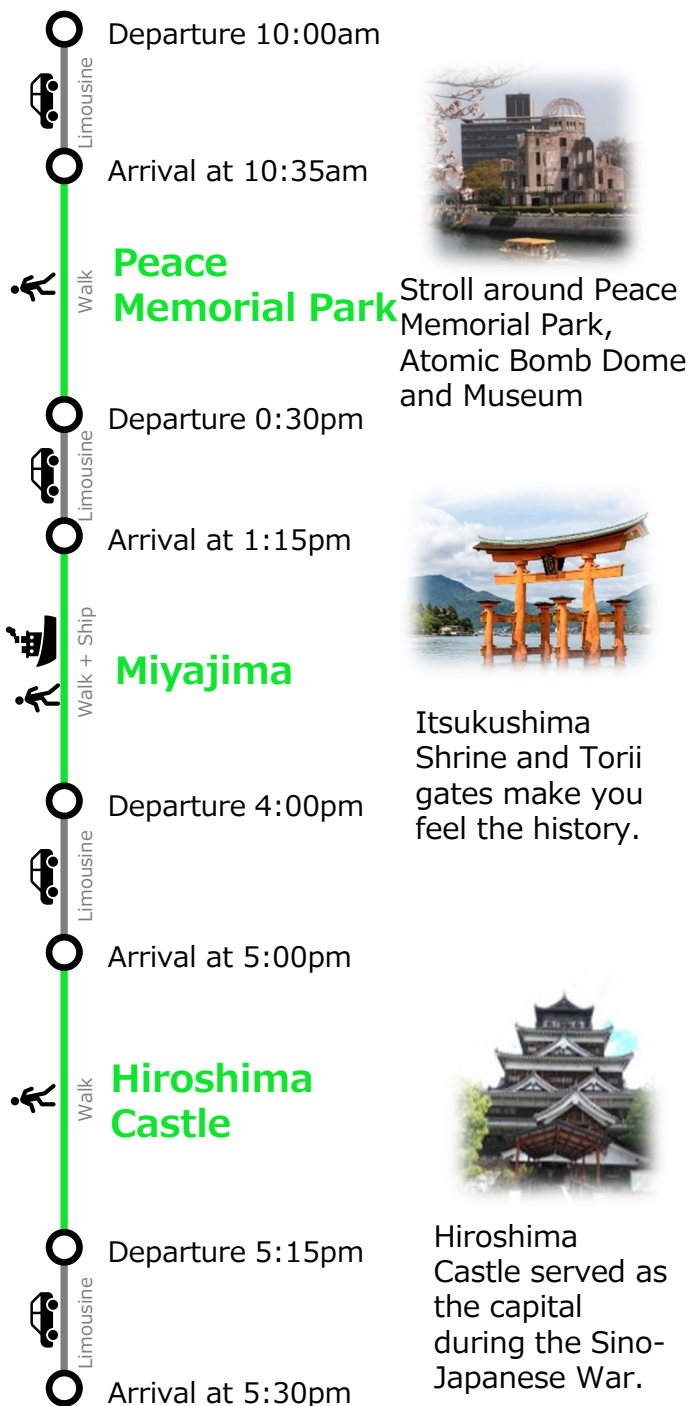 Departure 10:00am
Limousine
Arrival at 10:35am
Peace
Memorial Park
Walk
Stroll around Peace
Memorial Park,
Atomic Bomb Dome
and Museum
Departure 0:30pm
Limousine
Arrival at 1:15pm
Walk + Ship
Miyajima
Itsukushima
Shrine and Torii
gates make you
feel the history.
Departure 4:00pm
Limousine
Arrival at 5:00pm
Walk
Hiroshima
Castle
Hiroshima
Castle served as
the capital
during the Sino-
Japanese War.
Departure 5:15pm
Limousine
Arrival at 5:30pm